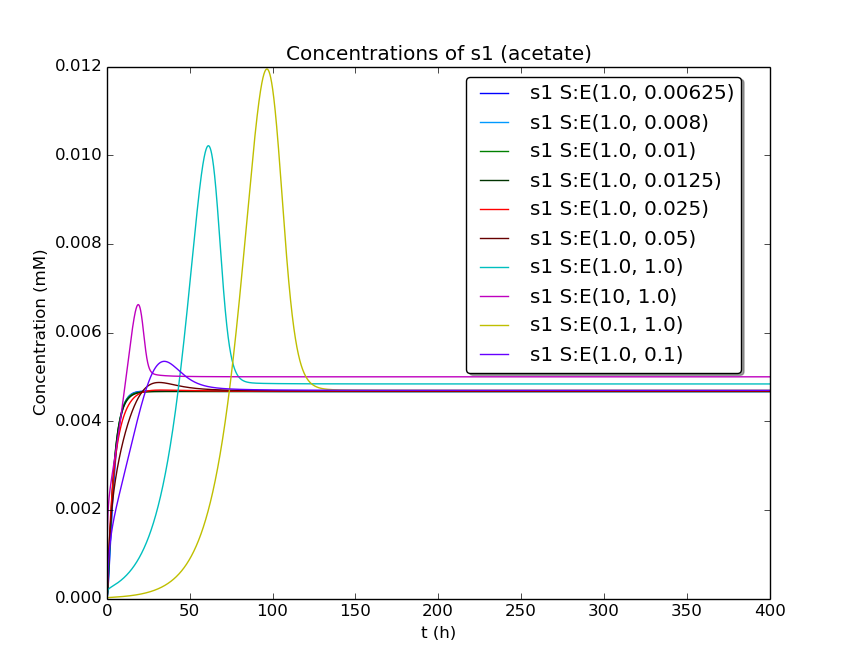 Concentrations of s1 (acetate)
0.012
0.010
0.008
0.006
0.004
0.002
0.000
Concentration (mM)
s1 S:E(1.0, 0.00625)
s1 S:E(1.0, 0.008)
s1 S:E(1.0, 0.01)
s1 S:E(1.0, 0.0125)
s1 S:E(1.0, 0.025)
s1 S:E(1.0, 0.05)
s1 S:E(1.0, 1.0)
s1 S:E(10, 1.0)
s1 S:E(0.1, 1.0)
s1 S:E(1.0, 0.1)
0 50 100 150 200 250 300 350 400
t (h)